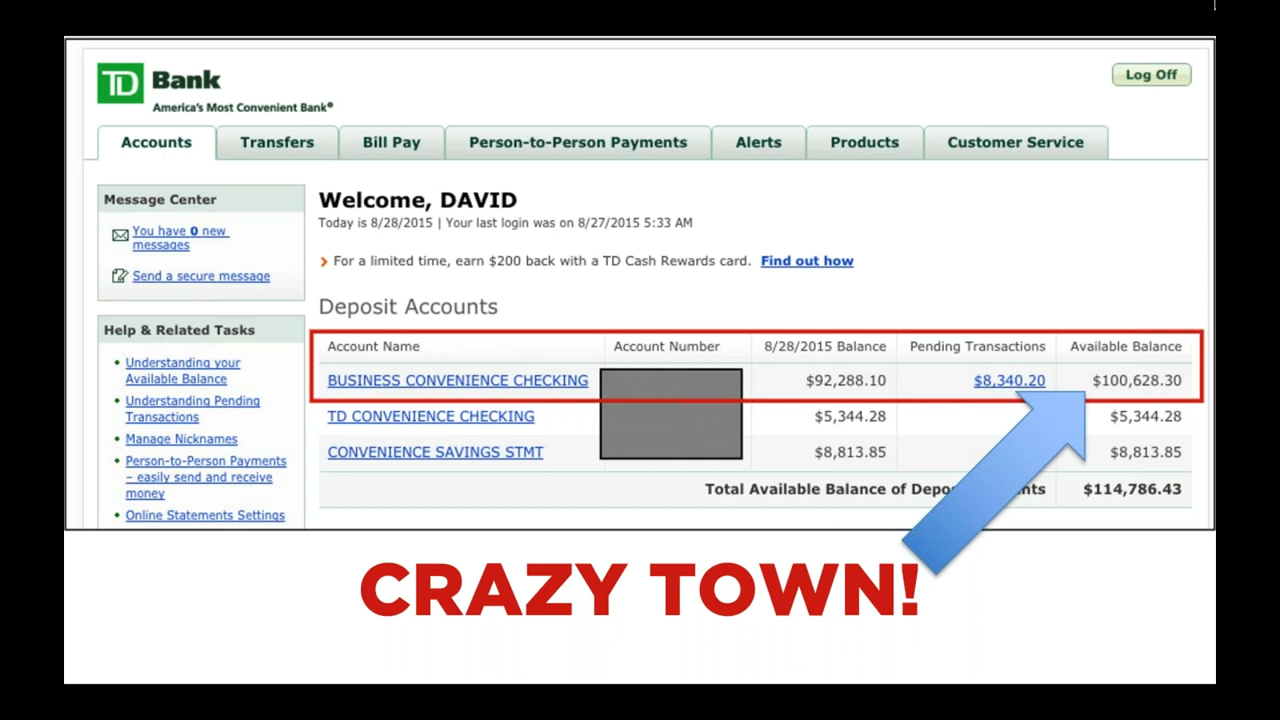 TD Bank
America's Most Convenient Bank®
Log Off
Accounts Transfers Bill Pay Person-to-Person Payments Alerts Products Customer Service
Message Center
You have 0 new
messages
Send a secure message
Help & Related Tasks
Understanding your
Available Balance
Understanding Pending
Transactions
Manage Nicknames
Person-to-Person Payments
– easily send and receive
money
Online Statements Settings
Welcome, DAVID
Today is 8/28/2015 | Your last login was on 8/27/2015 5:33 AM
For a limited time, earn $200 back with a TD Cash Rewards card. Find out how
Deposit Accounts
Account Name Account Number 8/28/2015 Balance Pending Transactions Available Balance
BUSINESS CONVENIENCE CHECKING $92,288.10 $8,340.20 $100,628.30
TD CONVENIENCE CHECKING $5,344.28 $5,344.28
CONVENIENCE SAVINGS STMT $8,813.85 $8,813.85
Total Available Balance of $114,786.43
CRAZY TOWN!